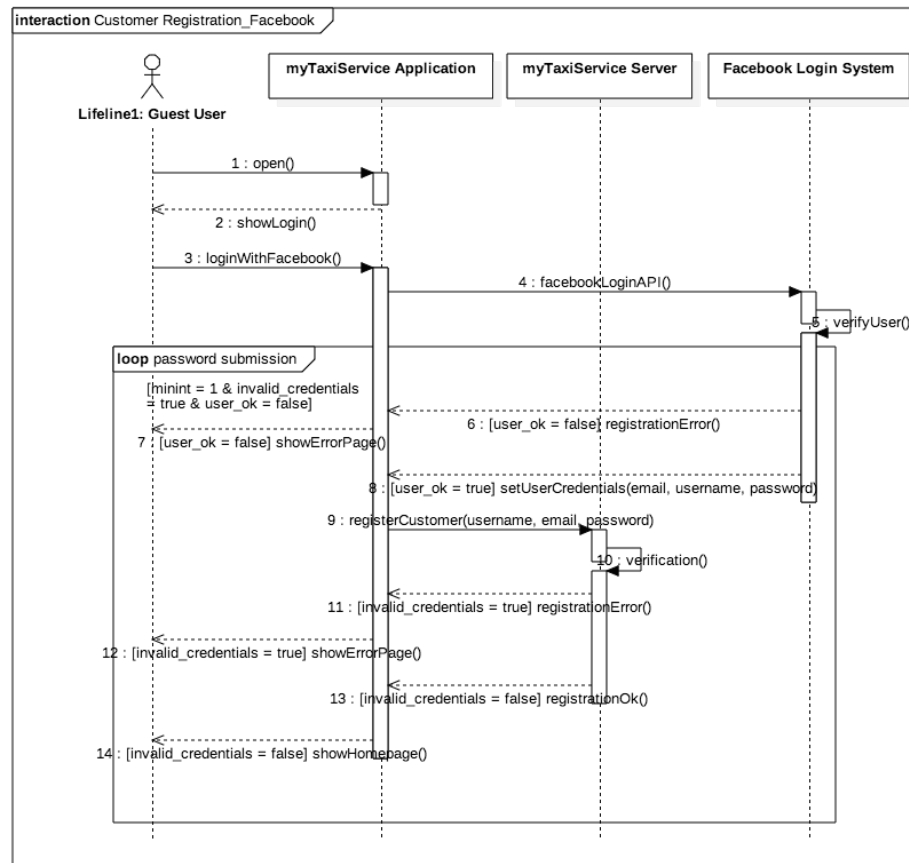 interaction Customer Registration_Facebook
myTaxiService Application
myTaxiService Server
Facebook Login System
Lifeline1: Guest User
1 : open()
2 : showLogin()
3 : loginWithFacebook()
4 : facebookLoginAPI()
5 : verifyUser()
loop password submission
[minint = 1 & invalid_credentials
= true & user_ok = false]
6 : [user_ok = false] registrationError()
7 : [user_ok = false] showErrorPage()
8 : [user_ok = true] setUserCredentials(email, username, password)
9 : registerCustomer(username, email, password)
10 : verification()
11 : [invalid_credentials = true] registrationError()
12 : [invalid_credentials = true] showErrorPage()
13 : [invalid_credentials = false] registrationOk()
14 : [invalid_credentials = false] showHomepage()